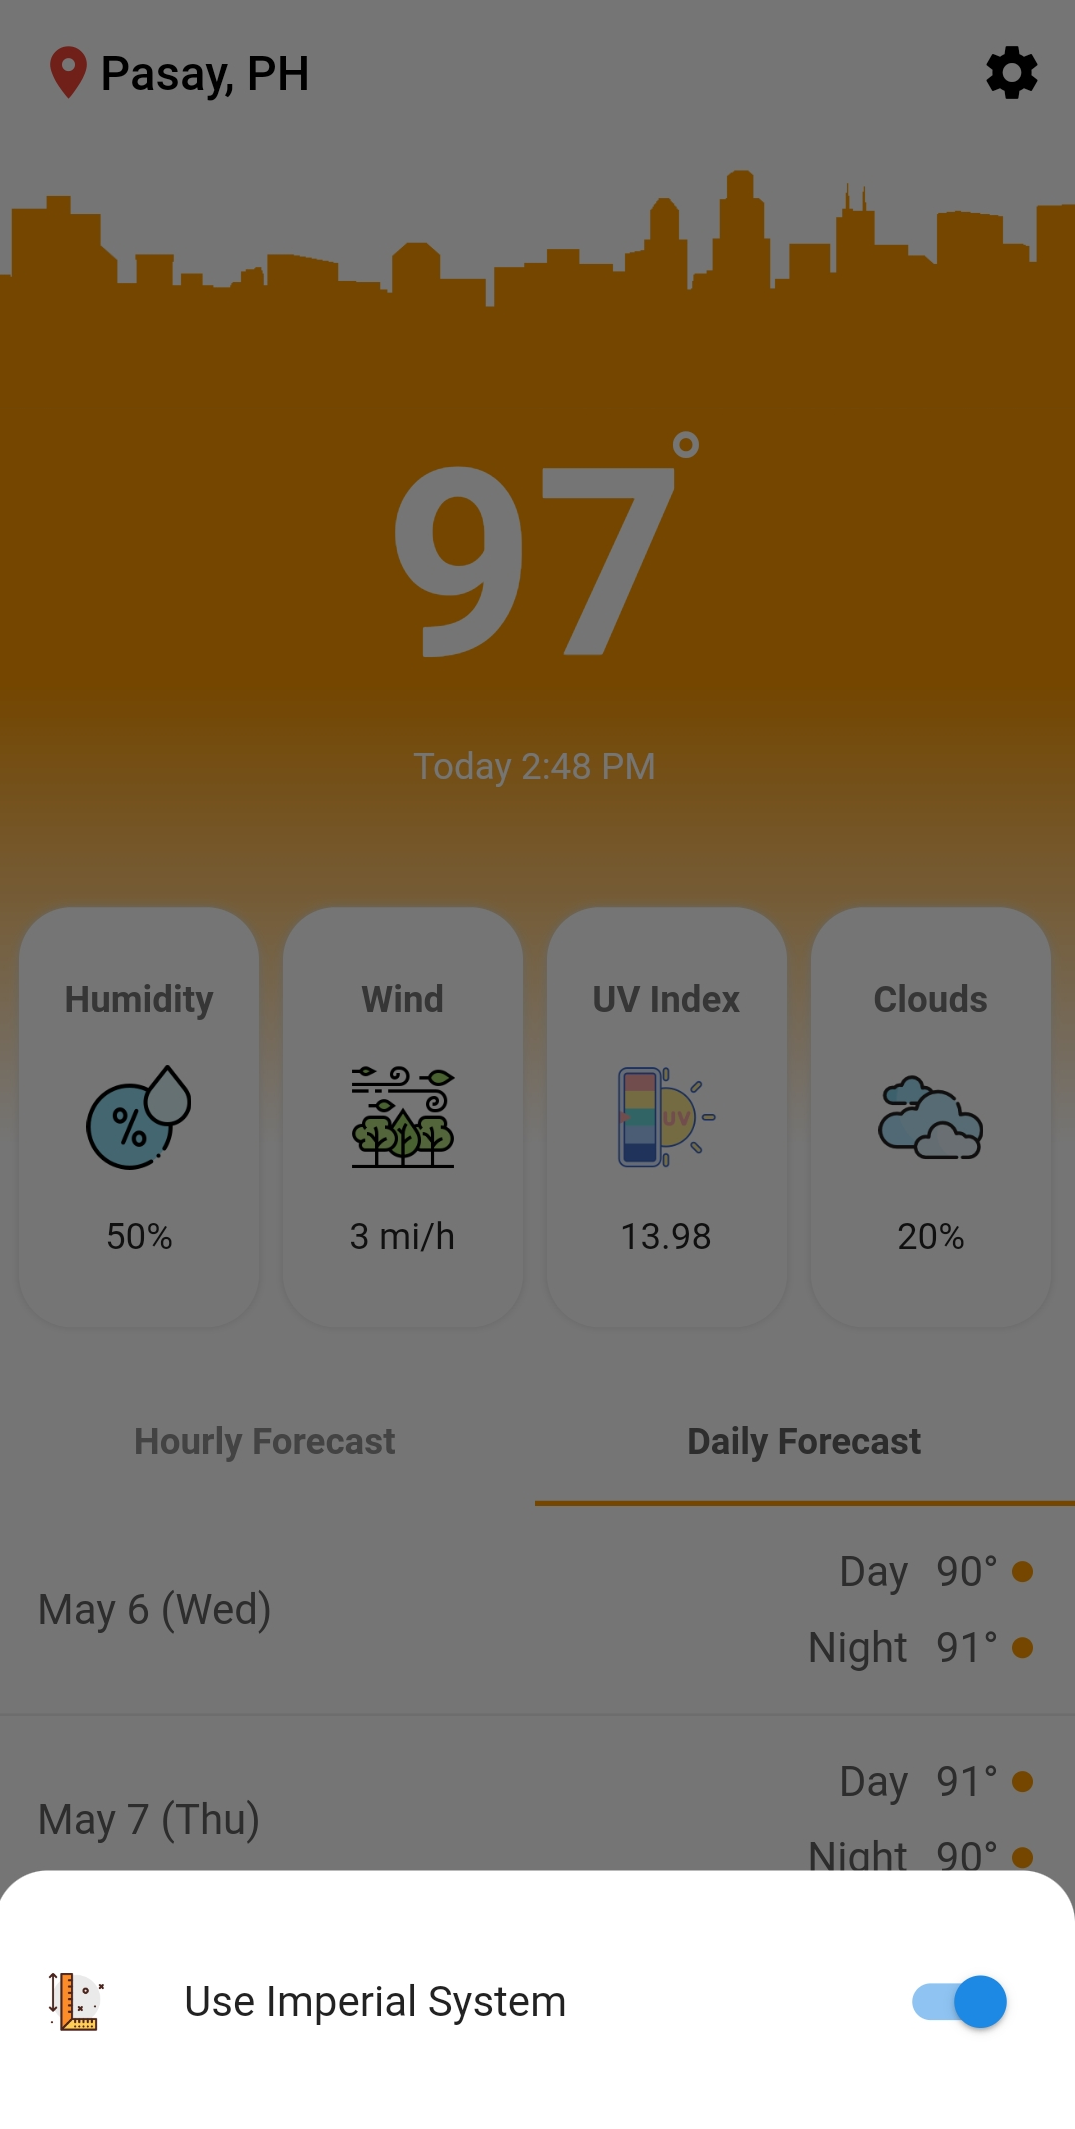 Pasay, PH
97°
Today 2:48 PM
Humidity
Wind
UV Index
Clouds
%
UV
50%
3 mi/h
13.98
20%
Hourly Forecast
Daily Forecast
May 6 (Wed)
Day 90°
Night 91°
May 7 (Thu)
Day 91°
Night 90°
Use Imperial System